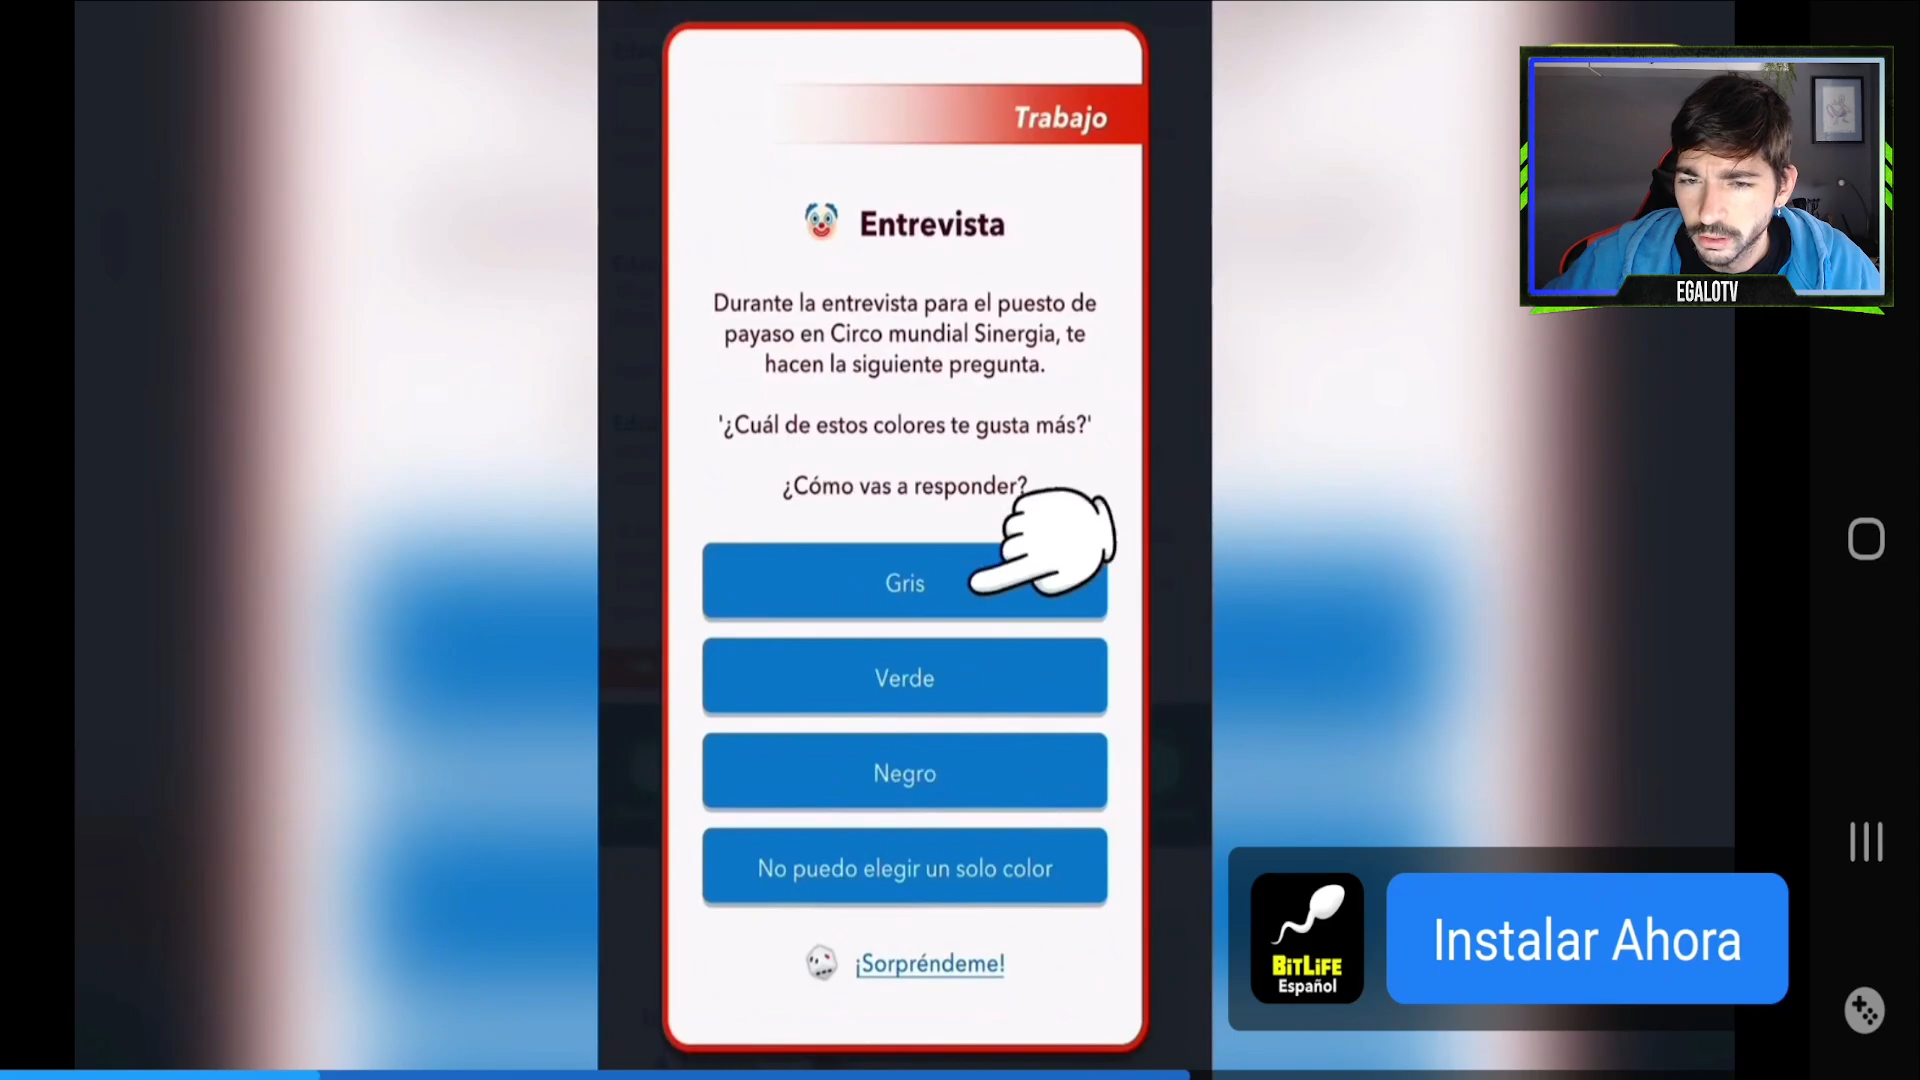 Trabajo
Entrevista
Durante la entrevista para el puesto de
payaso en Circo mundial Sinergia, te
hacen la siguiente pregunta.
'¿Cuál de estos colores te gusta más?'
¿Cómo vas a responder?
Gris
Verde
Negro
No puedo elegir un solo color
¡Sorpréndeme!
EGALOTV
BITLIFE
Español
Instalar Ahora